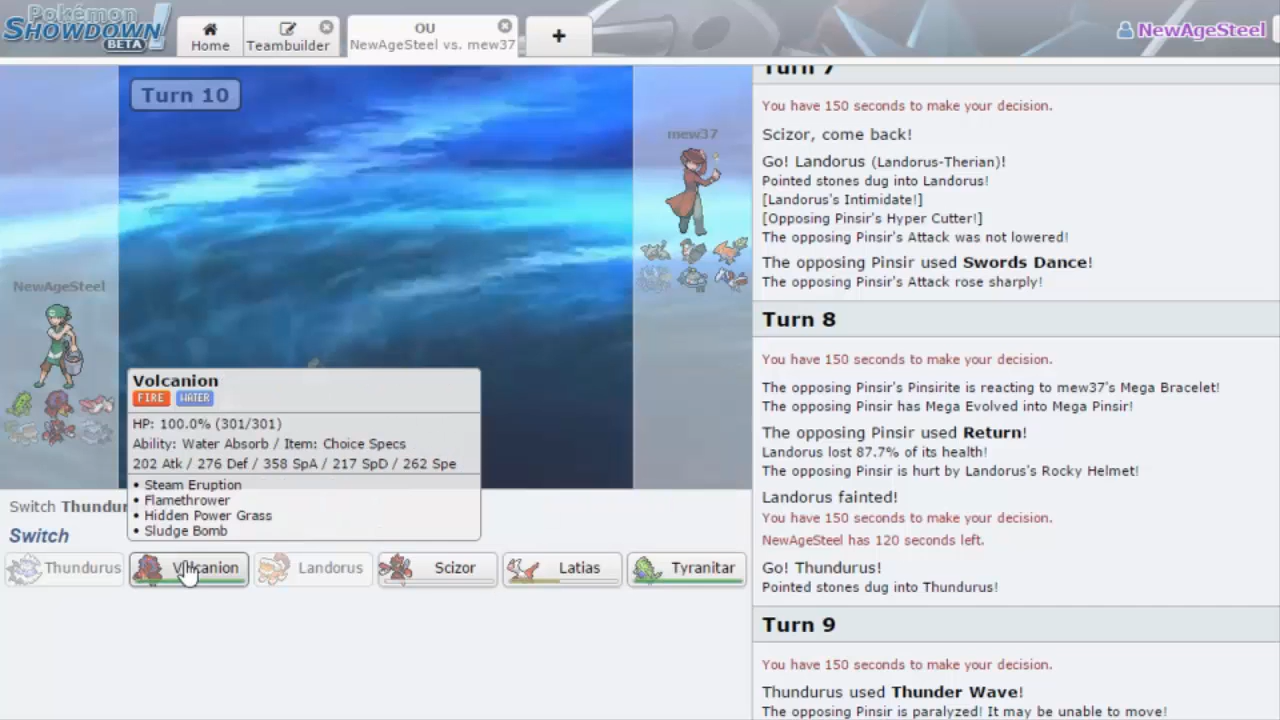 Pokémon
SHOWDOWN!
BETA
Home
Teambuilder
OU
NewAgeSteel vs. mew37
+
NewAgeSteel
Turn 10
mew37
NewAgeSteel
Volcanion
FIRE WATER
HP: 100.0% (301/301)
Ability: Water Absorb / Item: Choice Specs
202 Atk / 276 Def / 358 SpA / 217 SpD / 262 Spe
• Steam Eruption
• Flamethrower
• Hidden Power Grass
• Sludge Bomb
Switch Thundur
Switch
Thundurus
Volcanion
Landorus
Scizor
Latias
Tyranitar
Turn 7
You have 150 seconds to make your decision.
Scizor, come back!
Go! Landorus (Landorus-Therian)!
Pointed stones dug into Landorus!
[Landorus's Intimidate!]
[Opposing Pinsir's Hyper Cutter!]
The opposing Pinsir's Attack was not lowered!
The opposing Pinsir used Swords Dance!
The opposing Pinsir's Attack rose sharply!
Turn 8
You have 150 seconds to make your decision.
The opposing Pinsir's Pinsirite is reacting to mew37's Mega Bracelet!
The opposing Pinsir has Mega Evolved into Mega Pinsir!
The opposing Pinsir used Return!
Landorus lost 87.7% of its health!
The opposing Pinsir is hurt by Landorus's Rocky Helmet!
Landorus fainted!
You have 150 seconds to make your decision.
NewAgeSteel has 120 seconds left.
Go! Thundurus!
Pointed stones dug into Thundurus!
Turn 9
You have 150 seconds to make your decision.
Thundurus used Thunder Wave!
The opposing Pinsir is paralyzed! It may be unable to move!